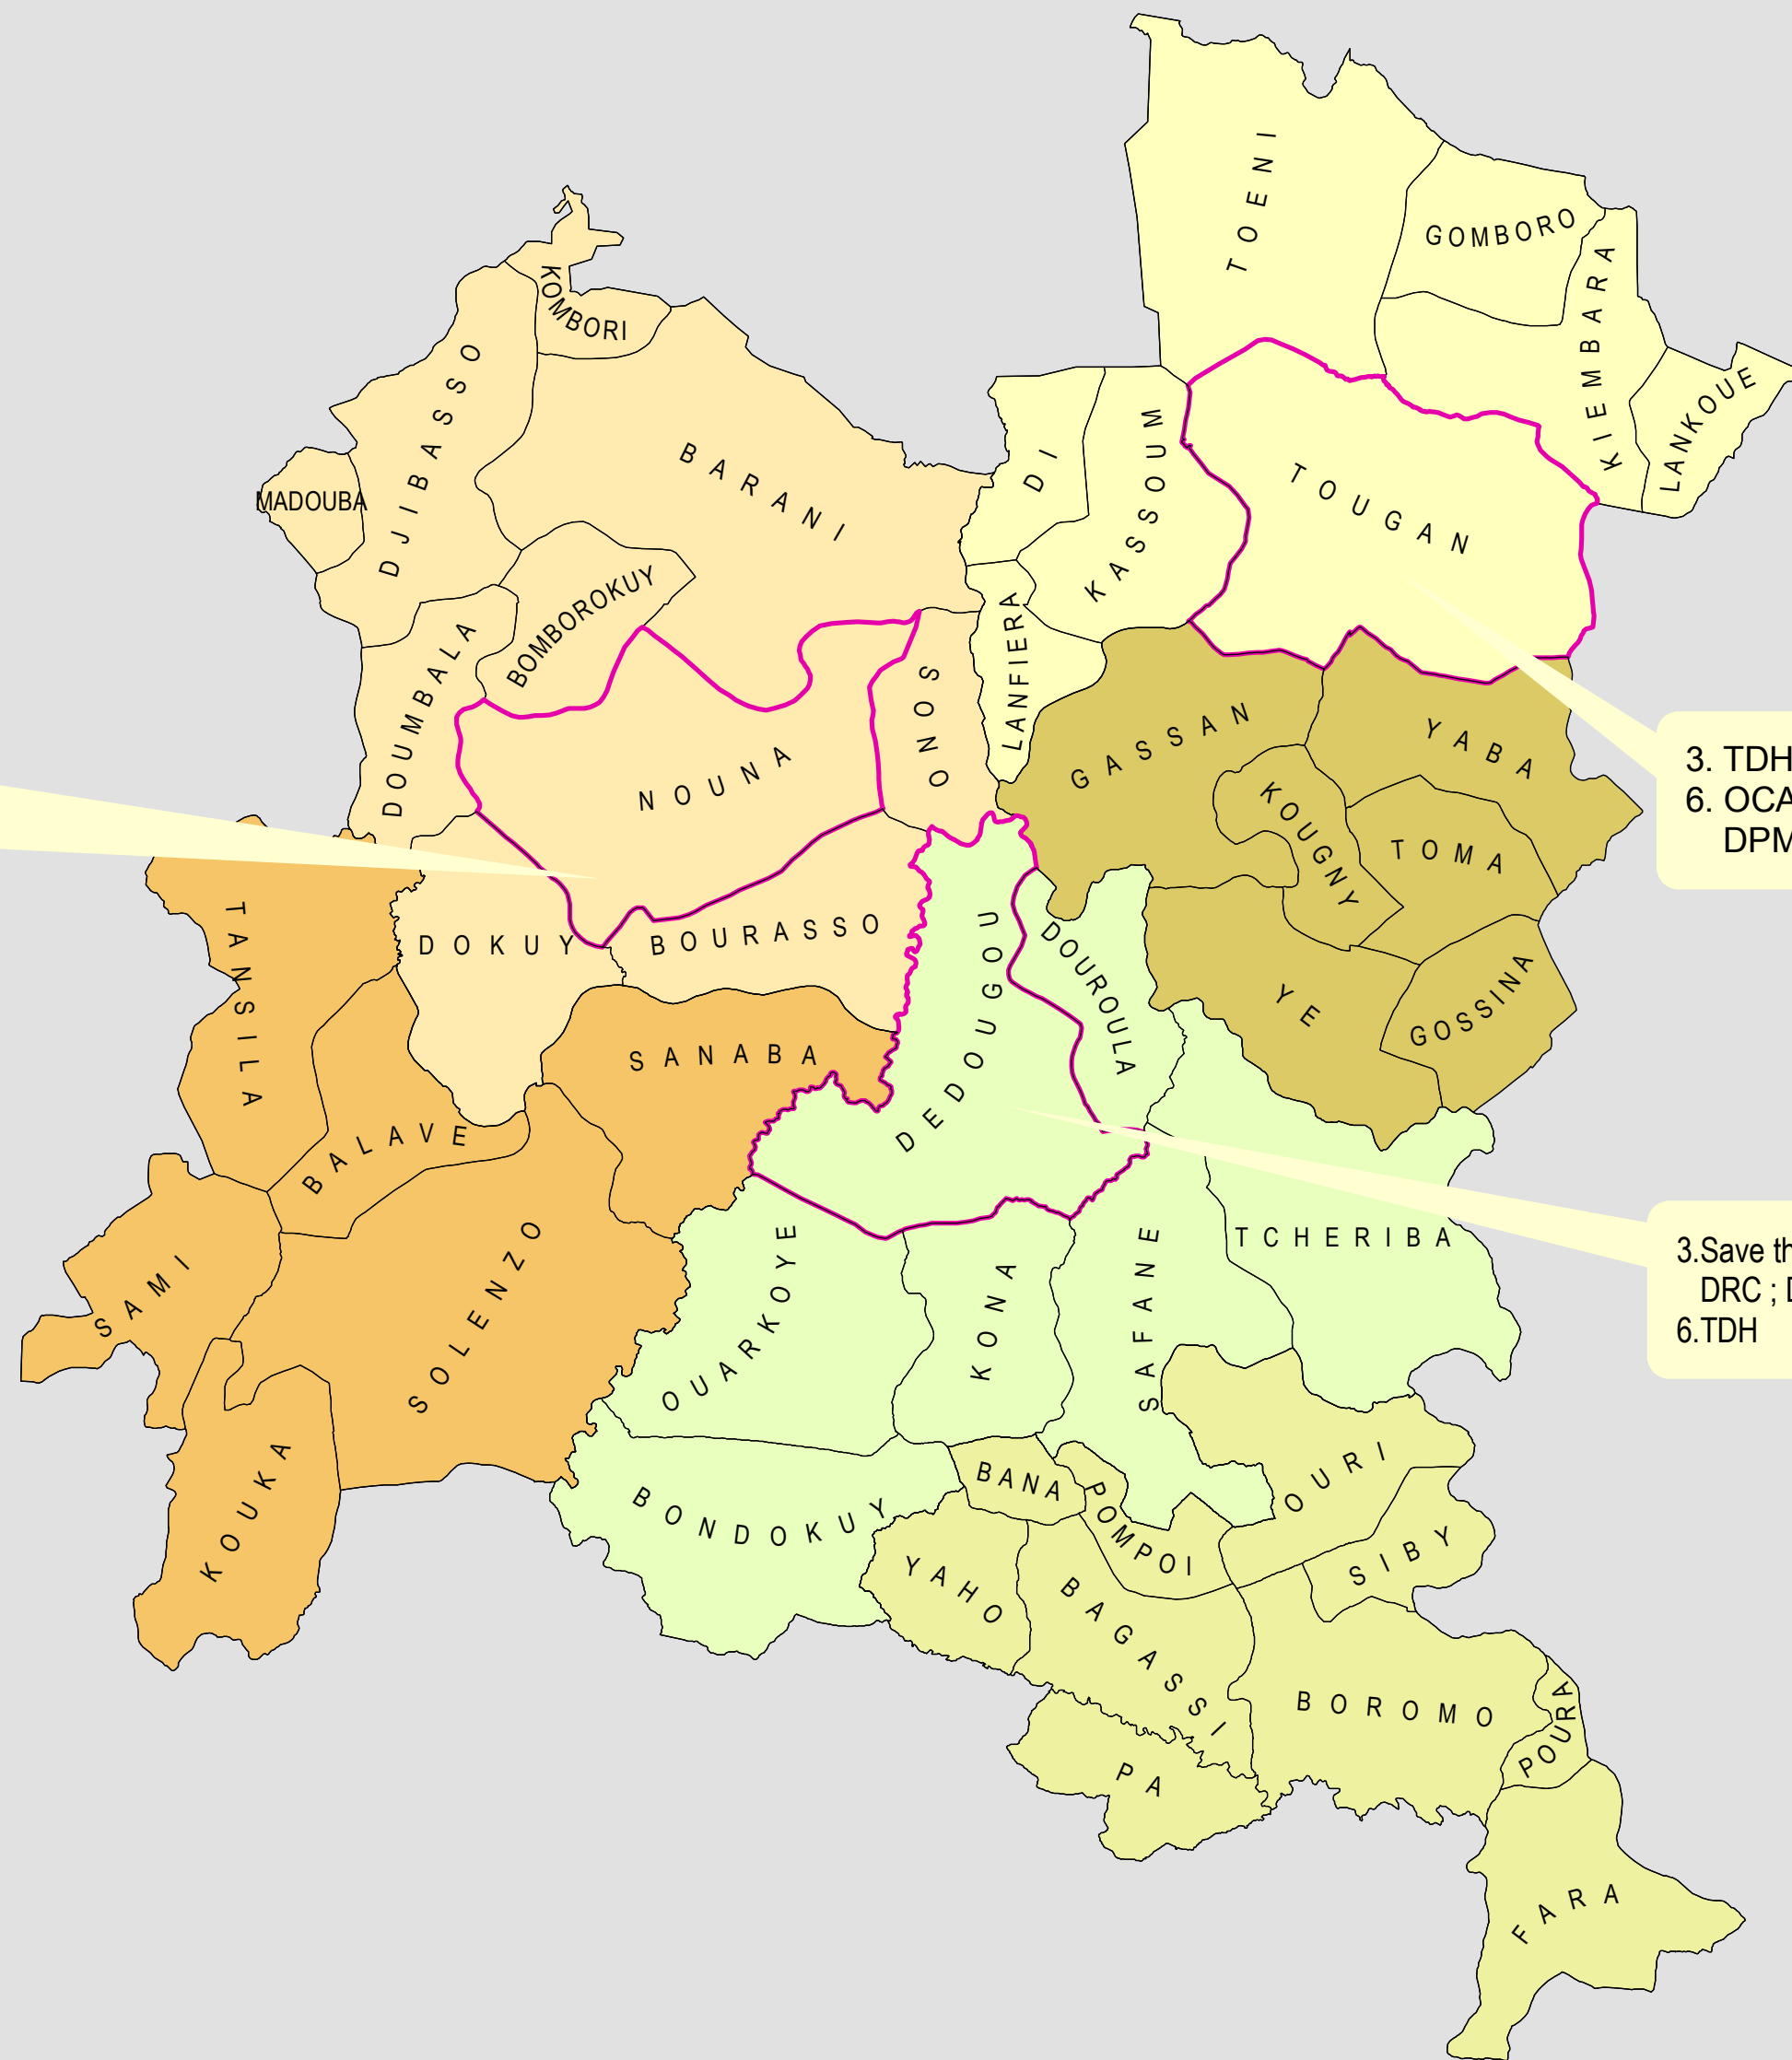 TOENI
GOMBORO
KIEMBARA
LANKOUE
KOMBORI
DJIBASSO
BARANI
MADOUBA
DI
KASSOUM
TOUGAN
BOMBOROKUY
DOUMBALA
LANFIERA
SONO
NOUNA
GASSAN
YABA
KOUGNY
TOMA
3. TDH
6. OCA
DPM
TANSILA
DOKUY
BOURASSO
DEDOUGOU
DOUROULA
YE
GOSSINA
SANABA
BALAVE
SAMI
SOLENZO
OUARKOYE
KONA
SAFANE
TCHERIBA
3.Save th
DRC ; D
6.TDH
KOUKA
BONDOKUY
BANA
POMPOI
OURI
SIBY
YAHO
BAGASSI
BOROMO
POURA
PA
FARA